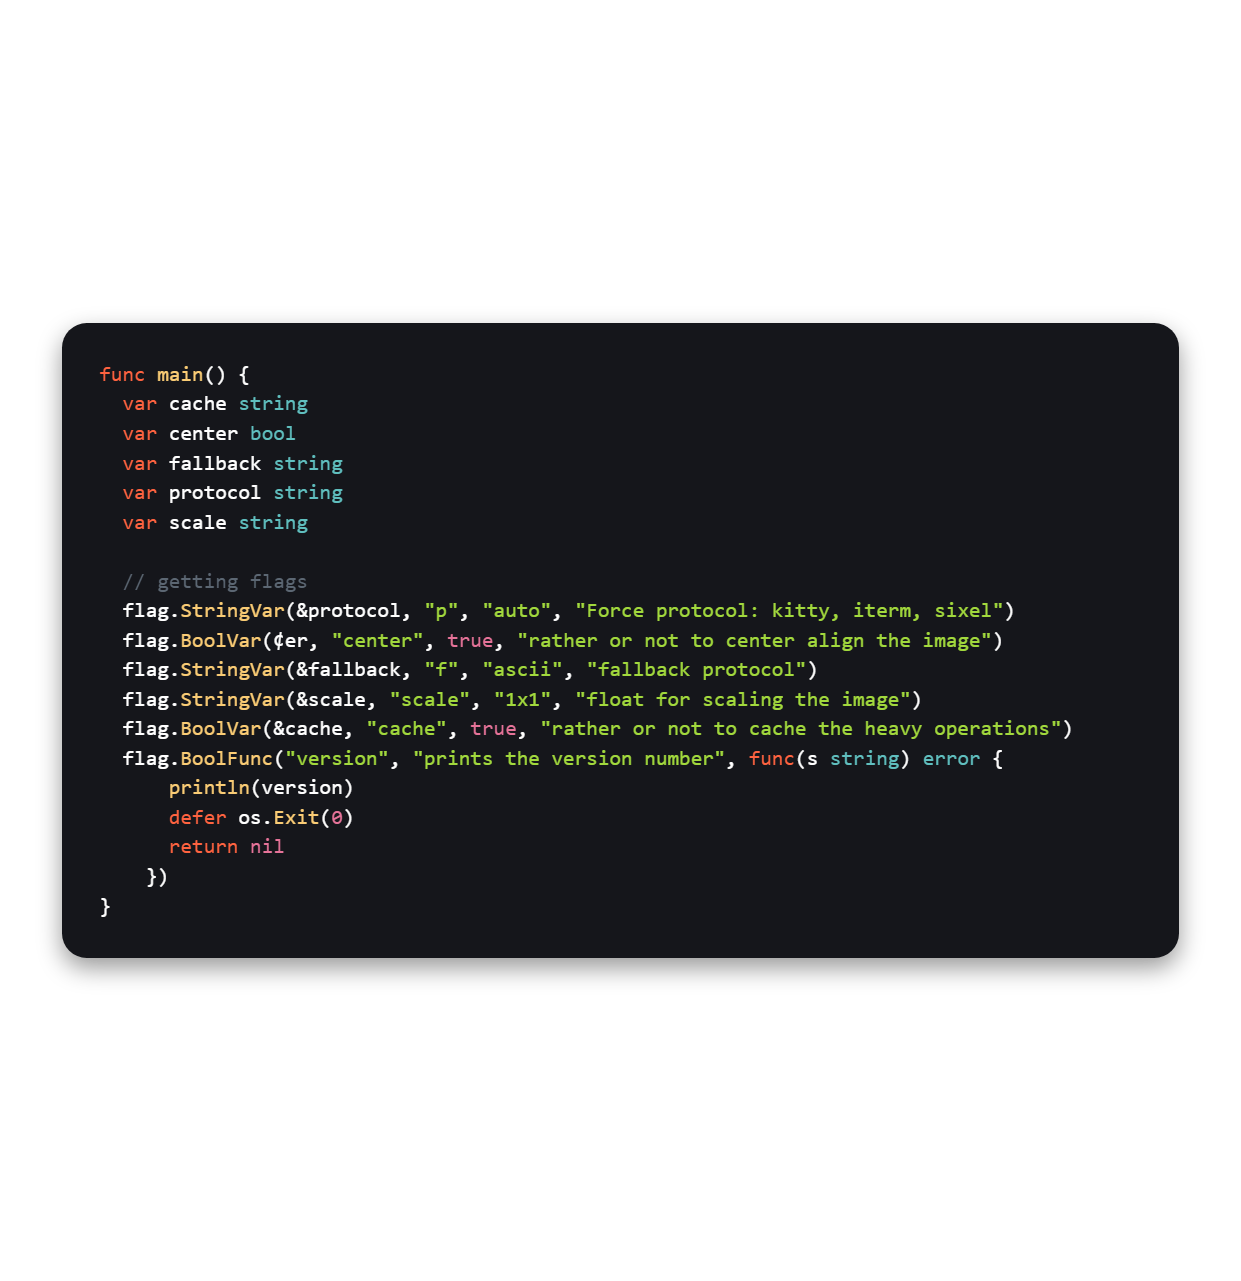 func main() {
  var cache string
  var center bool
  var fallback string
  var protocol string
  var scale string

  // getting flags
  flag.StringVar(&protocol, "p", "auto", "Force protocol: kitty, iterm, sixel")
  flag.BoolVar(¢er, "center", true, "rather or not to center align the image")
  flag.StringVar(&fallback, "f", "ascii", "fallback protocol")
  flag.StringVar(&scale, "scale", "1x1", "float for scaling the image")
  flag.BoolVar(&cache, "cache", true, "rather or not to cache the heavy operations")
  flag.BoolFunc("version", "prints the version number", func(s string) error {
      println(version)
      defer os.Exit(0)
      return nil
    })
}